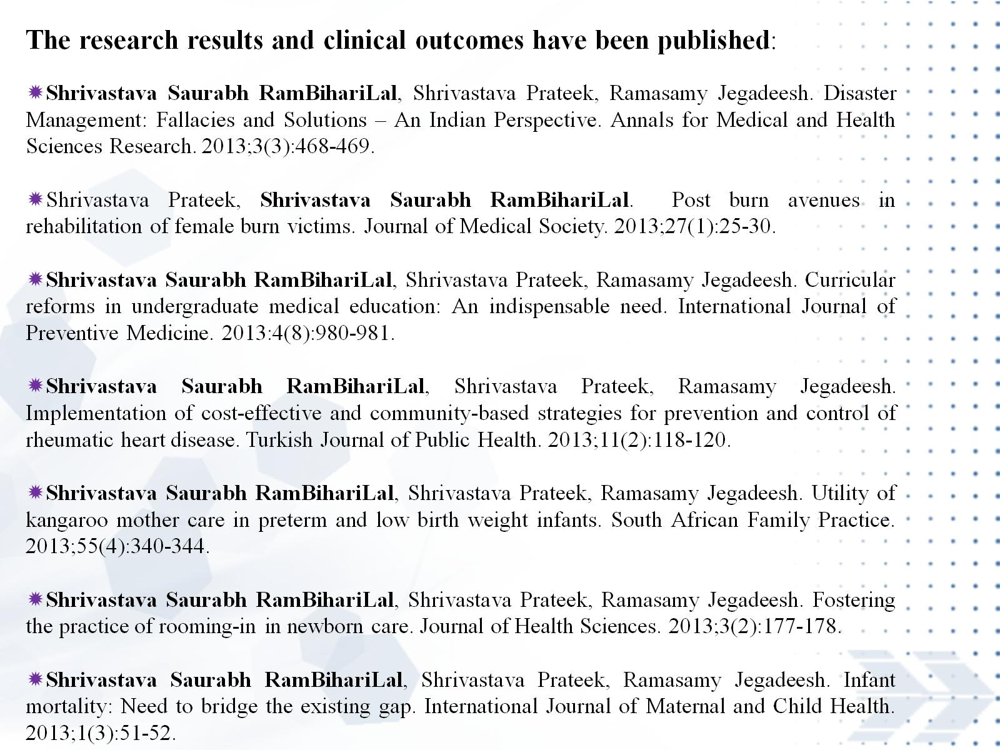 The research results and clinical outcomes have been published:
✹Shrivastava Saurabh RamBihariLal, Shrivastava Prateek, Ramasamy Jegadeesh. Disaster
Management: Fallacies and Solutions – An Indian Perspective. Annals for Medical and Health
Sciences Research. 2013;3(3):468-469.
✹Shrivastava Prateek, Shrivastava Saurabh RamBihariLal. Post burn avenues in
rehabilitation of female burn victims. Journal of Medical Society. 2013;27(1):25-30.
✹Shrivastava Saurabh RamBihariLal, Shrivastava Prateek, Ramasamy Jegadeesh. Curricular
reforms in undergraduate medical education: An indispensable need. International Journal of
Preventive Medicine. 2013:4(8):980-981.
✹Shrivastava Saurabh RamBihariLal, Shrivastava Prateek, Ramasamy Jegadeesh.
Implementation of cost-effective and community-based strategies for prevention and control of
rheumatic heart disease. Turkish Journal of Public Health. 2013;11(2):118-120.
✹Shrivastava Saurabh RamBihariLal, Shrivastava Prateek, Ramasamy Jegadeesh. Utility of
kangaroo mother care in preterm and low birth weight infants. South African Family Practice.
2013;55(4):340-344.
✹Shrivastava Saurabh RamBihariLal, Shrivastava Prateek, Ramasamy Jegadeesh. Fostering
the practice of rooming-in in newborn care. Journal of Health Sciences. 2013;3(2):177-178.
✹Shrivastava Saurabh RamBihariLal, Shrivastava Prateek, Ramasamy Jegadeesh. Infant
mortality: Need to bridge the existing gap. International Journal of Maternal and Child Health.
2013;1(3):51-52.